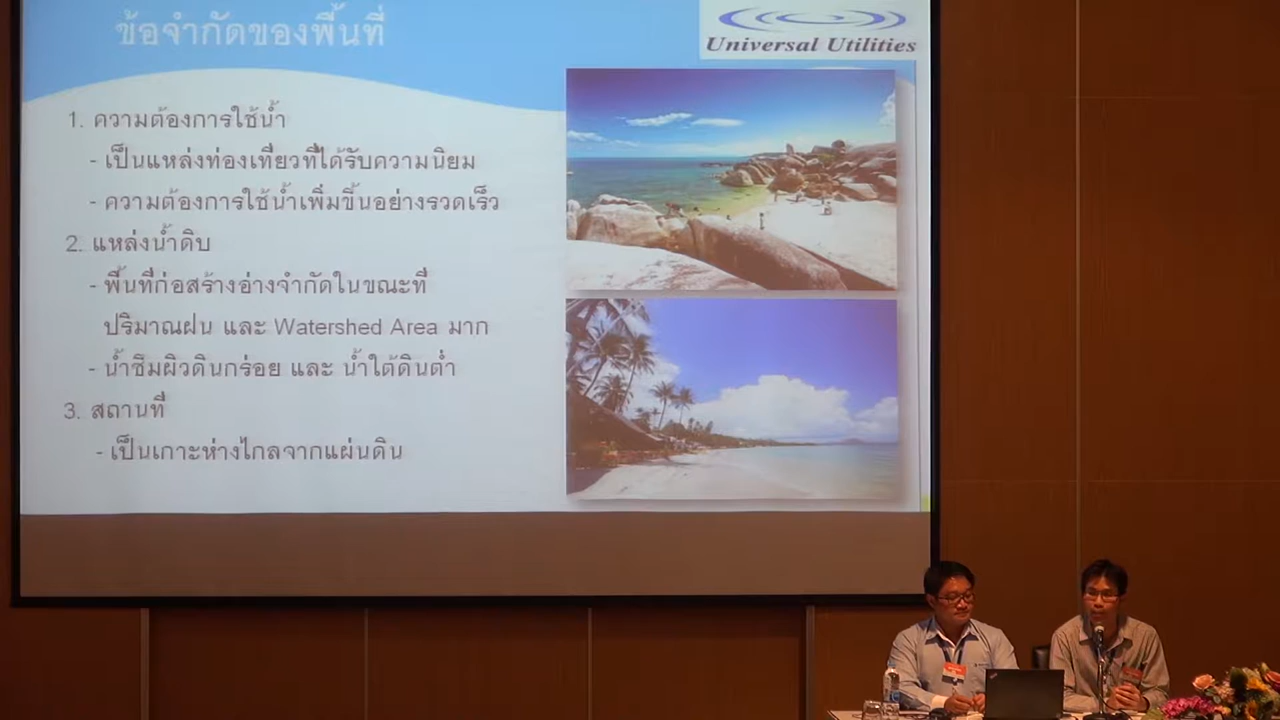 ข้อจำกัดของพื้นที่
Universal Utilities
1. ความต้องการใช้น้ำ
- เป็นแหล่งท่องเที่ยวที่ได้รับความนิยม
- ความต้องการใช้น้ำเพิ่มขึ้นอย่างรวดเร็ว
2. แหล่งน้ำดิบ
- พื้นที่ก่อสร้างอ่างจำกัดในขณะที่
ปริมาณฝน และ Watershed Area มาก
- น้ำซึมผิวดินกร่อย และ น้ำใต้ดินต่ำ
3. สถานที่
- เป็นเกาะห่างไกลจากแผ่นดิน